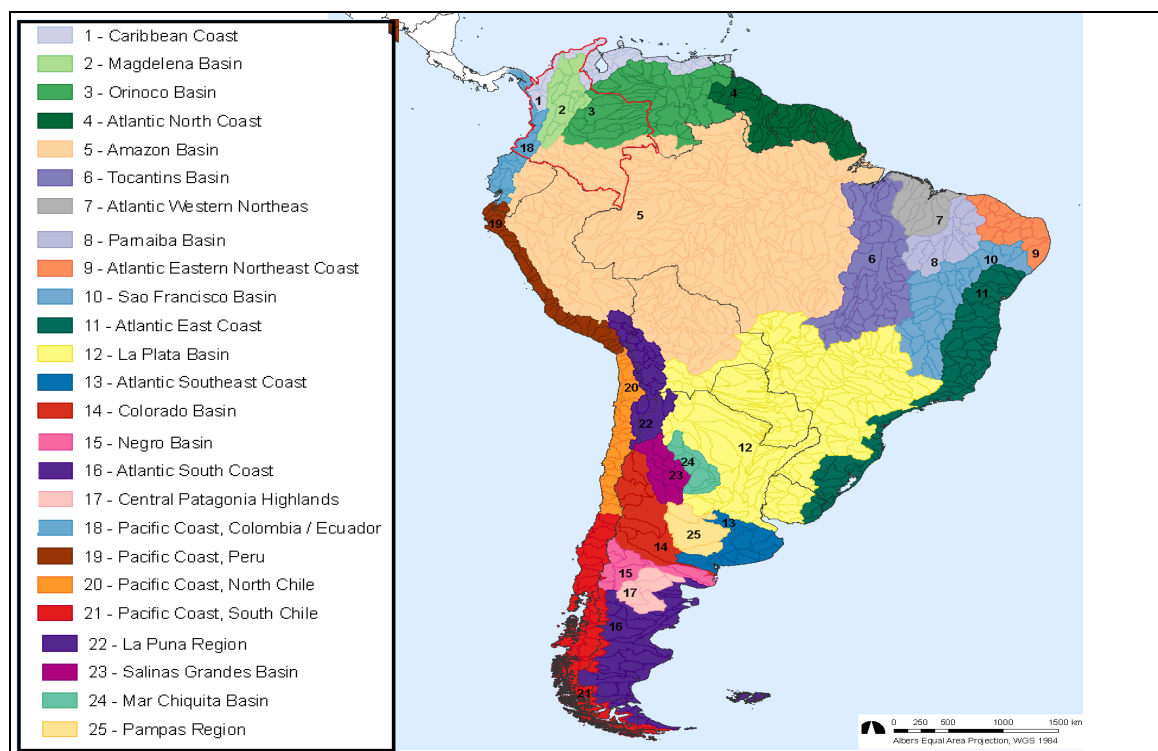 1 - Caribbean Coast
2 - Magdelena Basin
3 - Orinoco Basin
4 - Atlantic North Coast
5 - Amazon Basin
6 - Tocantins Basin
7 - Atlantic Western Northeas
8 - Parnaiba Basin
9 - Atlantic Eastern Northeast Coast
10 - Sao Francisco Basin
11 - Atlantic East Coast
12 - La Plata Basin
13 - Atlantic Southeast Coast
14 - Colorado Basin
15 - Negro Basin
16 - Atlantic South Coast
17 - Central Patagonia Highlands
18 - Pacific Coast, Colombia / Ecuador
19 - Pacific Coast, Peru
20 - Pacific Coast, North Chile
21 - Pacific Coast, South Chile
22 - La Puna Region
23 - Salinas Grandes Basin
24 - Mar Chiquita Basin
25 - Pampas Region
4
1
2
3
18
5
19
7
6
8
10
9
11
20
22
12
24
23
13
25
14
15
17
16
21
0 250 500 1000 1500 km
Albers Equal Area Projection, WGS 1984